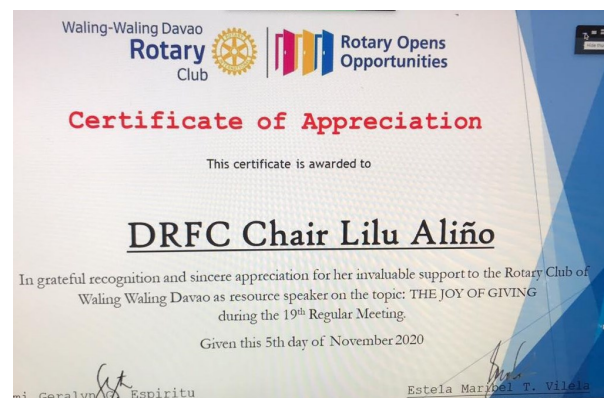 Waling-Waling Davao
Rotary
Club
Rotary Opens
Opportunities
Certificate of Appreciation
This certificate is awarded to
DRFC Chair Lilu Aliño
In grateful recognition and sincere appreciation for her invaluable support to the Rotary Club of
Waling Waling Davao as resource speaker on the topic: THE JOY OF GIVING
during the 19th Regular Meeting.
Given this 5th day of November 2020
Geralyn Espiritu
Estela Maribel T. Vilela